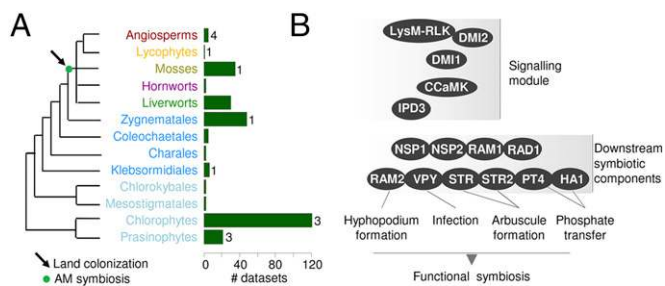 A
Angiosperms 4
Lycophytes 1
Mosses 1
Hornworts
Liverworts
Zygnematales 1
Coleochaetales
Charales
Klebsormidiales 1
Chlorokybales
Mesostigmatales
Chlorophytes 3
Prasinophytes 3
Land colonization
AM symbiosis
0 60 120
# datasets
B
LysM-RLK DMI2
DMI1
CCaMK
IPD3
Signalling
module
NSP1 NSP2 RAM1 RAD1
RAM2 VPY STR STR2 PT4 HA1
Downstream
symbiotic
components
Hyphopodium
formation
Infection
Arbuscule
formation
Phosphate
transfer
Functional symbiosis